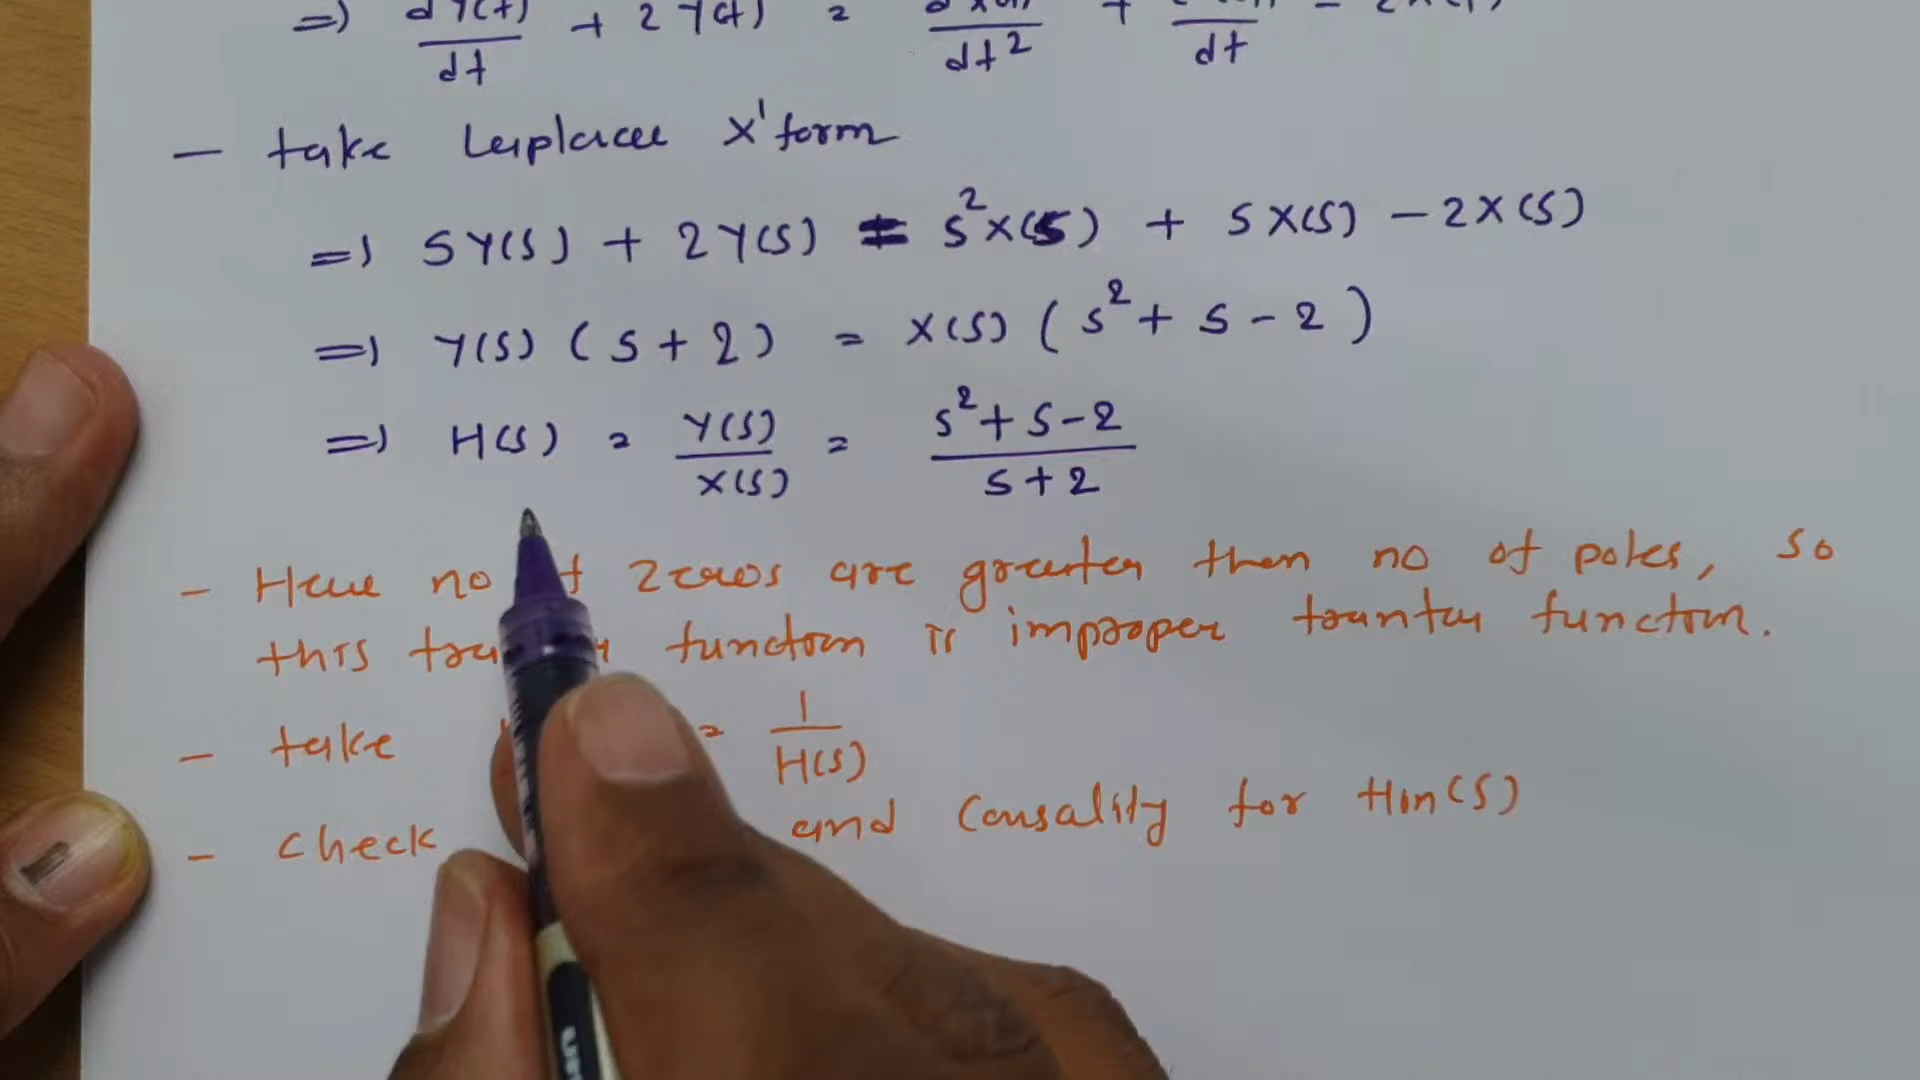 => dY(t)/dt + 2Y(t) = d²x(t)/dt² + /dt - 2x(t)
- take Laplace X'form
=> SY(S) + 2Y(S) = S²X(S) + SX(S) - 2X(S)
=> Y(S) (S+2) = X(S) (S² + S - 2)
=> H(S) = Y(S)/X(S) = S²+S-2/S+2
- Here no of zeros are greater then no of poles, so
this function is improper transfer function.
- take = 1/H(S)
- check and Causality for Hin(S)